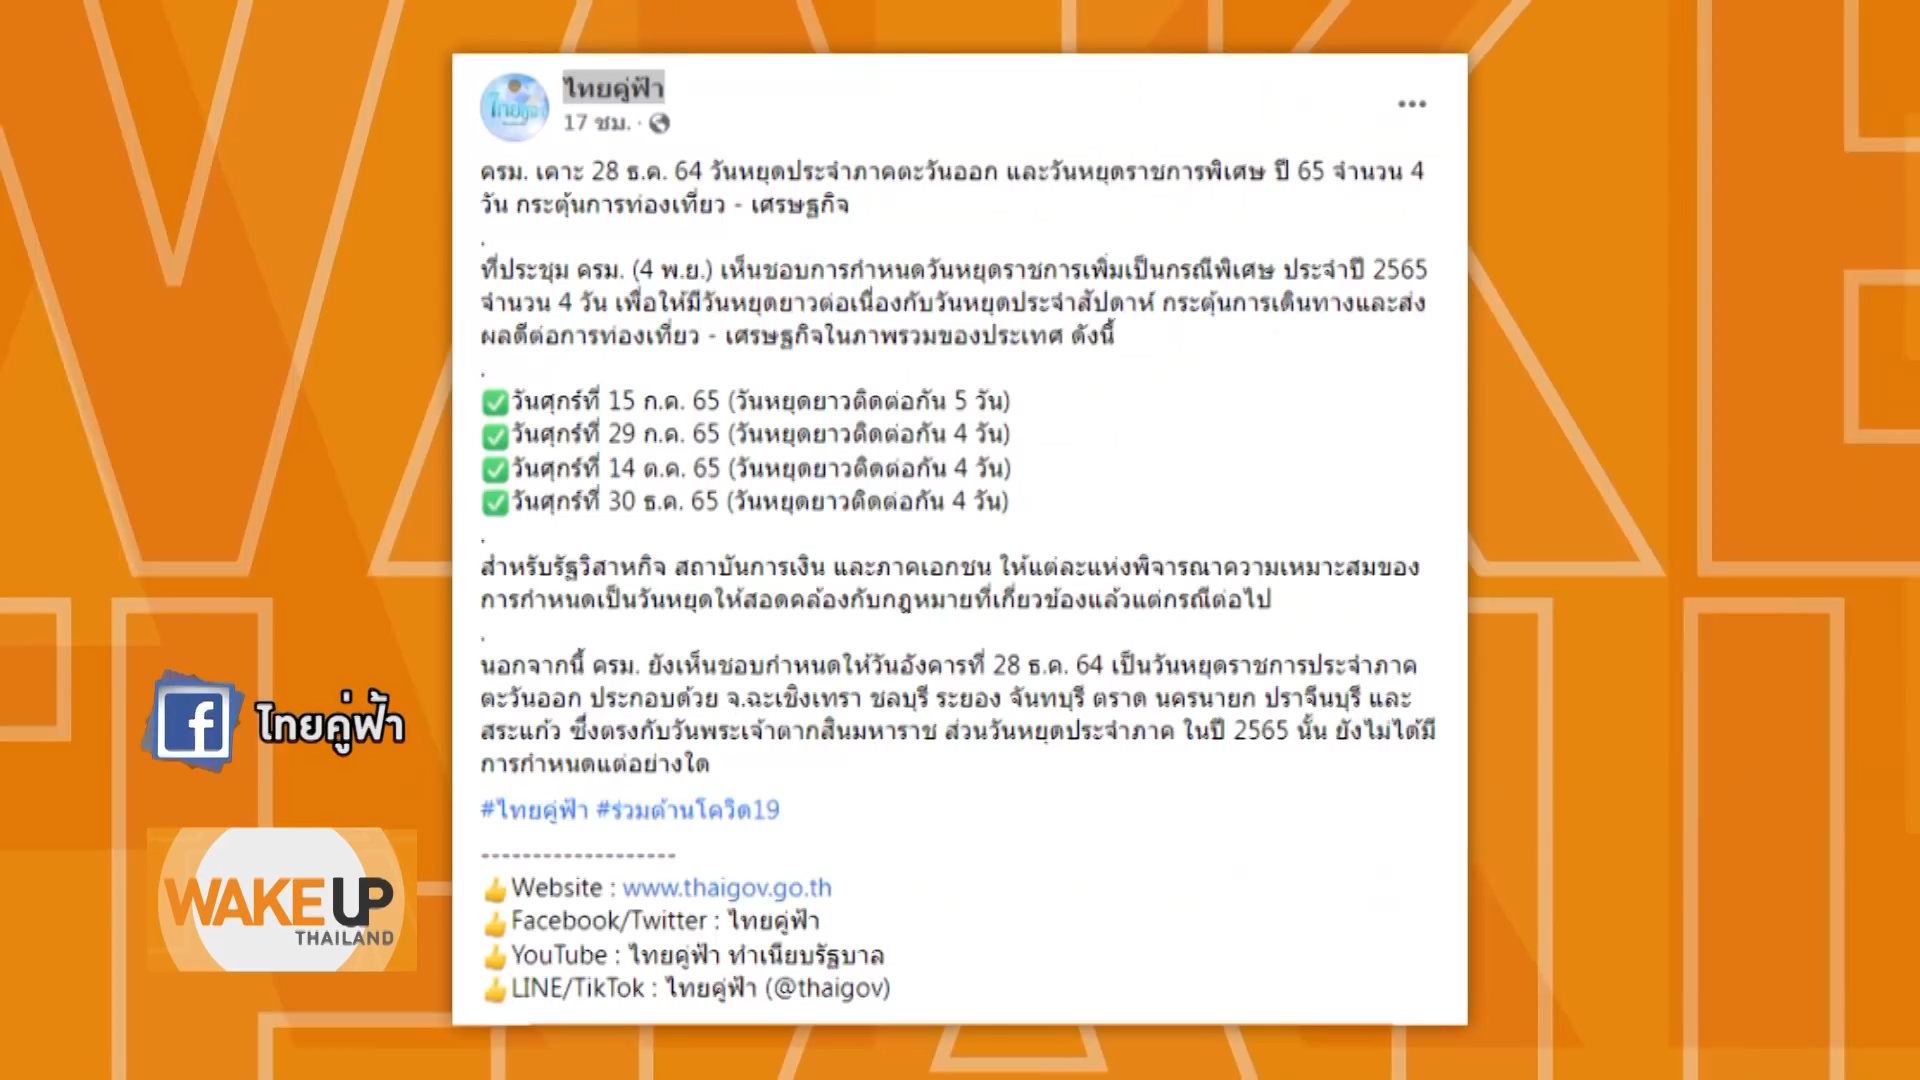 ไทยคู่ฟ้า
17 ชม. ·
ครม. เคาะ 28 ธ.ค. 64 วันหยุดประจำภาคตะวันออก และวันหยุดราชการพิเศษ ปี 65 จำนวน 4
วัน กระตุ้นการท่องเที่ยว - เศรษฐกิจ
.
ที่ประชุม ครม. (4 พ.ย.) เห็นชอบการกำหนดวันหยุดราชการเพิ่มเป็นกรณีพิเศษ ประจำปี 2565
จำนวน 4 วัน เพื่อให้มีวันหยุดยาวต่อเนื่องกับวันหยุดประจำสัปดาห์ กระตุ้นการเดินทางและส่ง
ผลดีต่อการท่องเที่ยว - เศรษฐกิจในภาพรวมของประเทศ ดังนี้
.
✅วันศุกร์ที่ 15 ก.ค. 65 (วันหยุดยาวติดต่อกัน 5 วัน)
✅วันศุกร์ที่ 29 ก.ค. 65 (วันหยุดยาวติดต่อกัน 4 วัน)
✅วันศุกร์ที่ 14 ต.ค. 65 (วันหยุดยาวติดต่อกัน 4 วัน)
✅วันศุกร์ที่ 30 ธ.ค. 65 (วันหยุดยาวติดต่อกัน 4 วัน)
.
สำหรับรัฐวิสาหกิจ สถาบันการเงิน และภาคเอกชน ให้แต่ละแห่งพิจารณาความเหมาะสมของ
การกำหนดเป็นวันหยุดให้สอดคล้องกับกฎหมายที่เกี่ยวข้องแล้วแต่กรณีต่อไป
.
นอกจากนี้ ครม. ยังเห็นชอบกำหนดให้วันอังคารที่ 28 ธ.ค. 64 เป็นวันหยุดราชการประจำภาค
ตะวันออก ประกอบด้วย จ.ฉะเชิงเทรา ชลบุรี ระยอง จันทบุรี ตราด นครนายก ปราจีนบุรี และ
สระแก้ว ซึ่งตรงกับวันพระเจ้าตากสินมหาราช ส่วนวันหยุดประจำภาค ในปี 2565 นั้น ยังไม่ได้มี
การกำหนดแต่อย่างใด
#ไทยคู่ฟ้า #ร่วมต้านโควิด19
-------------------
👍Website : www.thaigov.go.th
👍Facebook/Twitter : ไทยคู่ฟ้า
👍YouTube : ไทยคู่ฟ้า ทำเนียบรัฐบาล
👍LINE/TikTok : ไทยคู่ฟ้า (@thaigov)
f ไทยคู่ฟ้า
WAKE UP
THAILAND